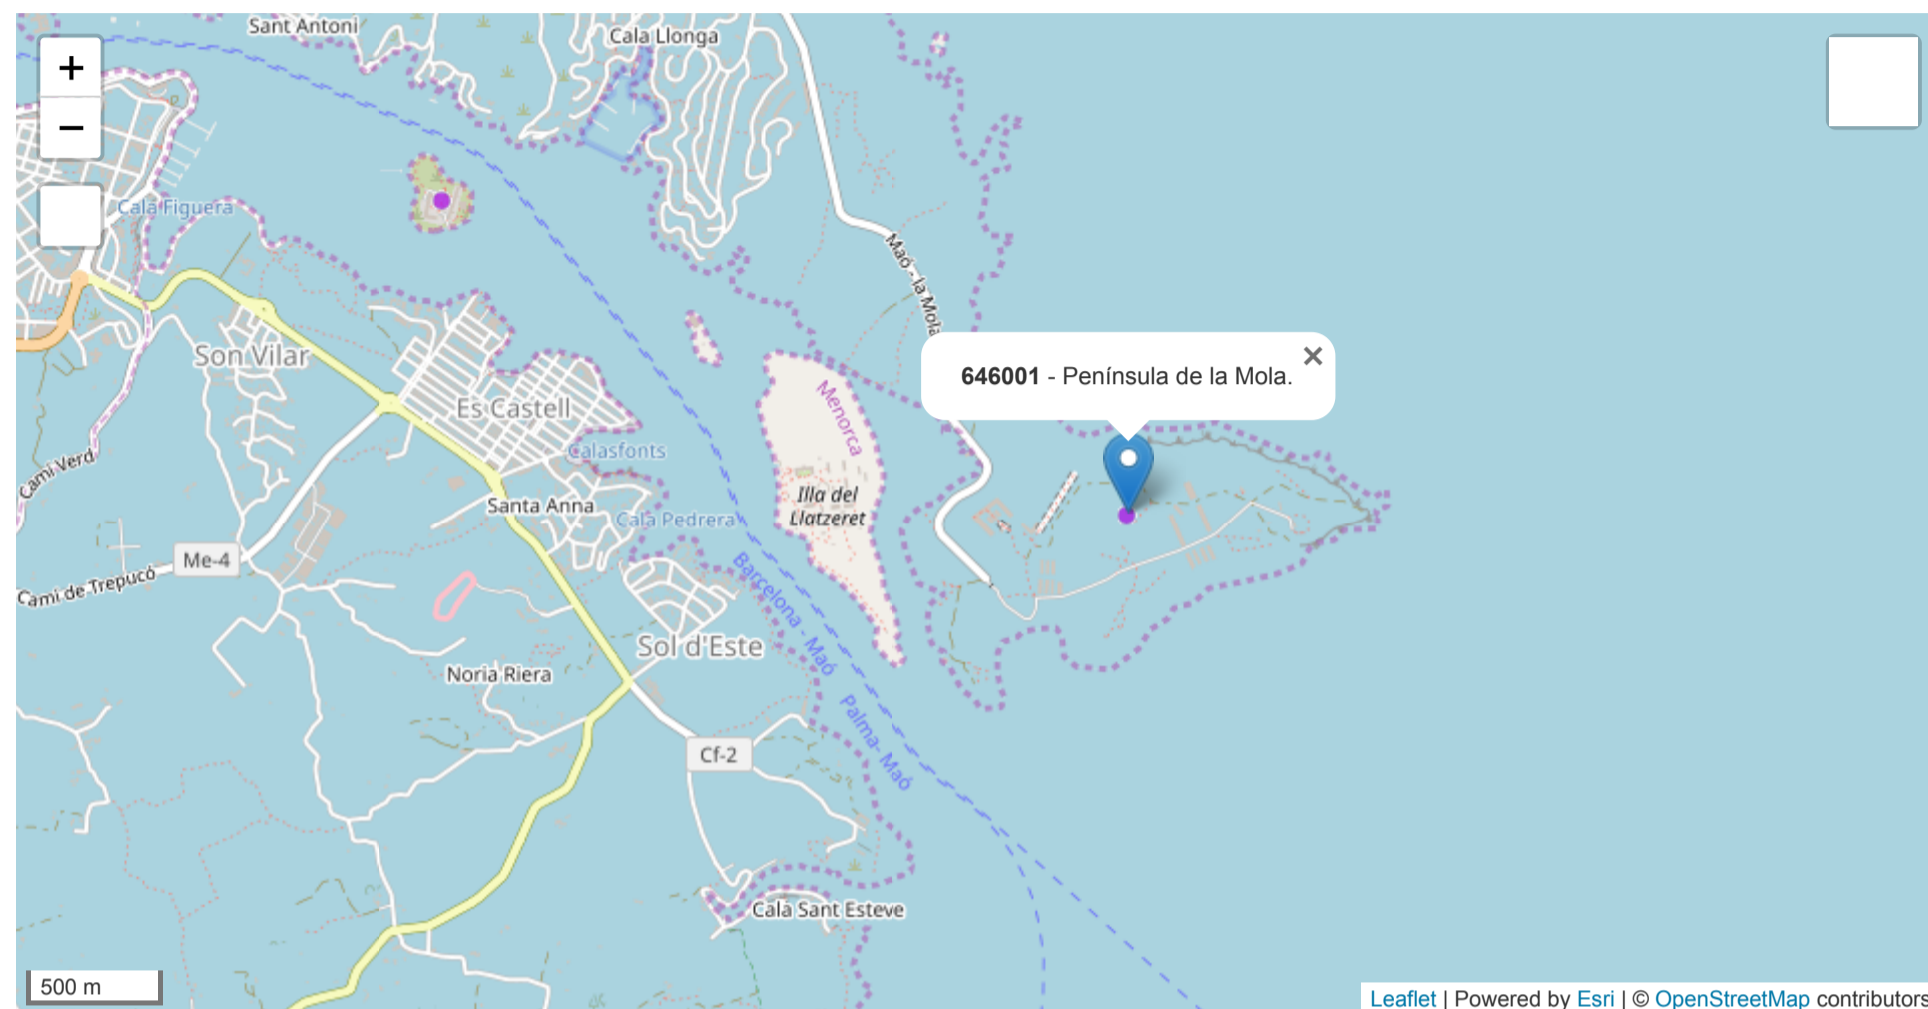 Sant Antoni
Cala Llonga
+
−
Cala Figuera
Maó - la Mola
Son Vilar
646001 - Península de la Mola.
×
Es Castell
Menorca
Calasfonts
Camí Verd
Illa del
Llatzeret
Santa Anna
Cala Pedrera
Me-4
Camí de Trepucó
Barcelona - Maó
Sol d'Este
Noria Riera
Palma - Maó
Cf-2
Cala Sant Esteve
500 m
Leaflet | Powered by Esri | © OpenStreetMap contributors